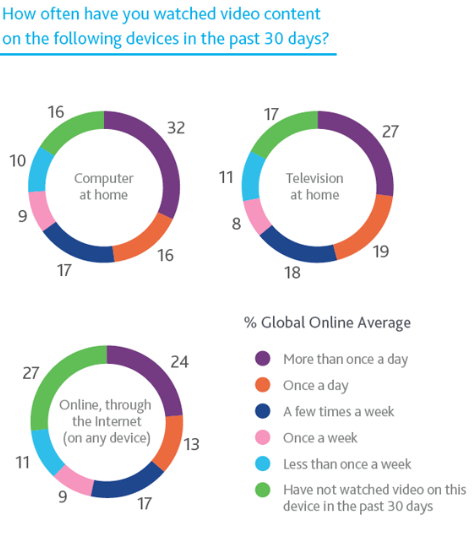 How often have you watched video content
on the following devices in the past 30 days?
16
32
10
Computer
at home
9
16
17
17
27
11
Television
at home
8
19
18
% Global Online Average
27
24
Online, through
the Internet
(on any device)
13
11
9
17
More than once a day
Once a day
A few times a week
Once a week
Less than once a week
Have not watched video on this
device in the past 30 days